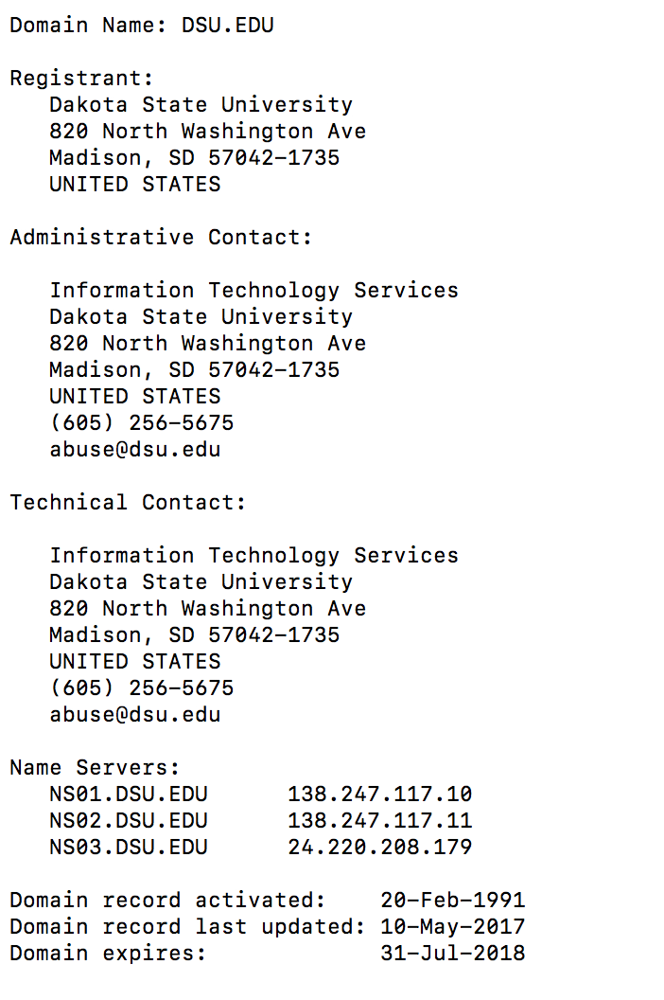 Domain Name: DSU.EDU
Registrant:
Dakota State University
820 North Washington Ave
Madison, SD 57042-1735
UNITED STATES
Administrative Contact:
Information Technology Services
Dakota State University
820 North Washington Ave
Madison, SD 57042-1735
UNITED STATES
(605) 256-5675
abuse@dsu.edu
Technical Contact:
Information Technology Services
Dakota State University
820 North Washington Ave
Madison, SD 57042-1735
UNITED STATES
(605) 256-5675
abuse@dsu.edu
Name Servers:
NS01.DSU.EDU 138.247.117.10
NS02.DSU.EDU 138.247.117.11
NS03.DSU.EDU 24.220.208.179
Domain record activated: 20-Feb-1991
Domain record last updated: 10-May-2017
Domain expires: 31-Jul-2018